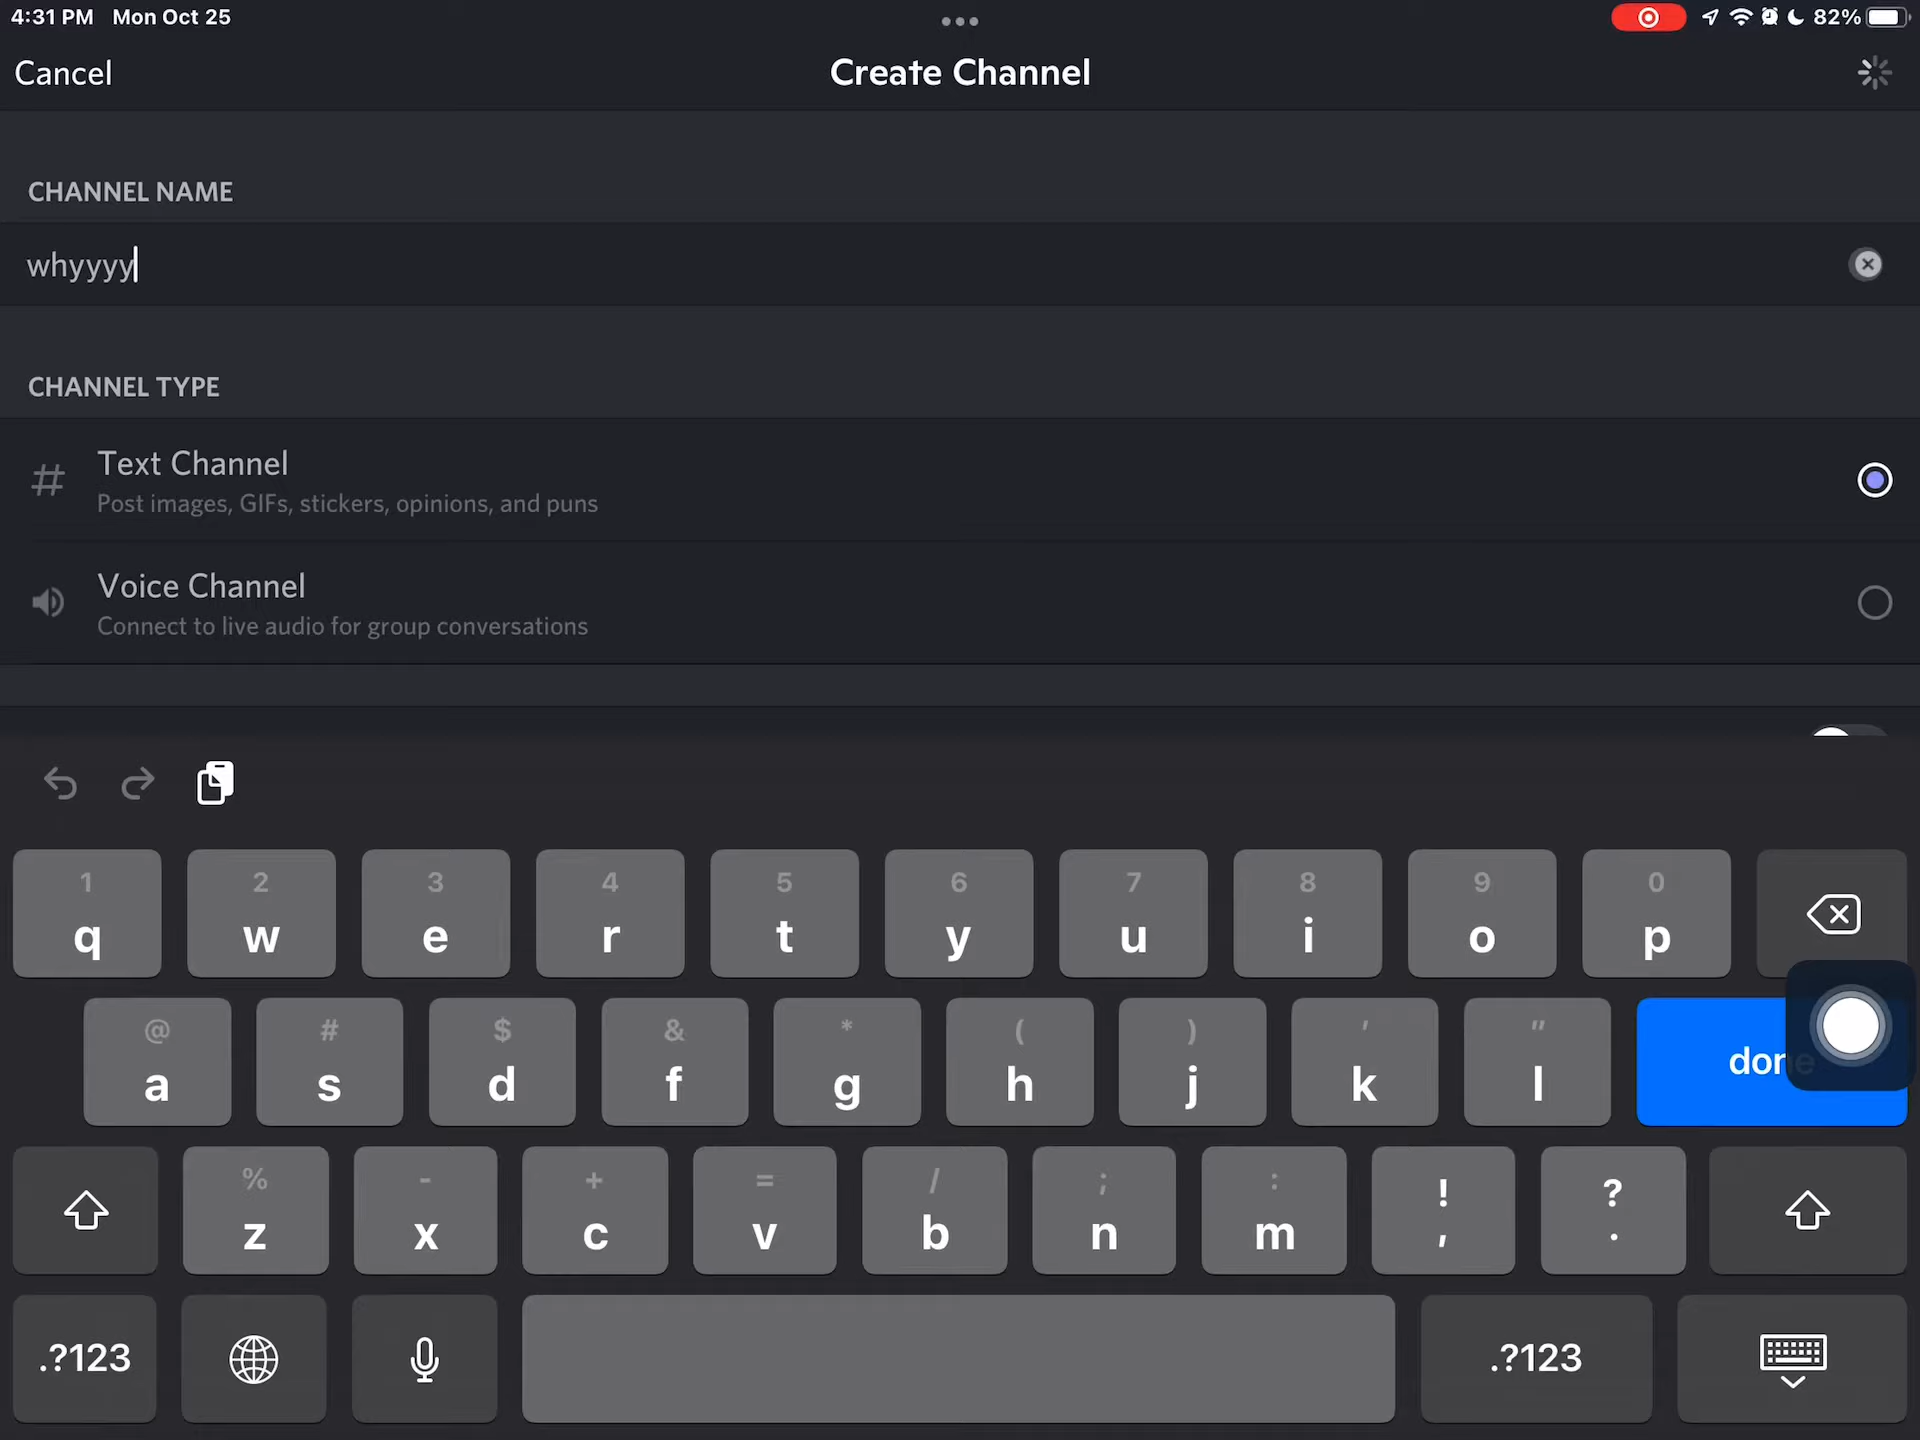 4:31 PM Mon Oct 25
82%
Cancel
Create Channel
CHANNEL NAME
whyyyy
CHANNEL TYPE
# Text Channel
Post images, GIFs, stickers, opinions, and puns
Voice Channel
Connect to live audio for group conversations
1 2 3 4 5 6 7 8 9 0
q w e r t y u i o p
@ # $ & * ( ) ' "
a s d f g h j k l done
% - + = / ; : ! ?
z x c v b n m , .
.?123 .?123